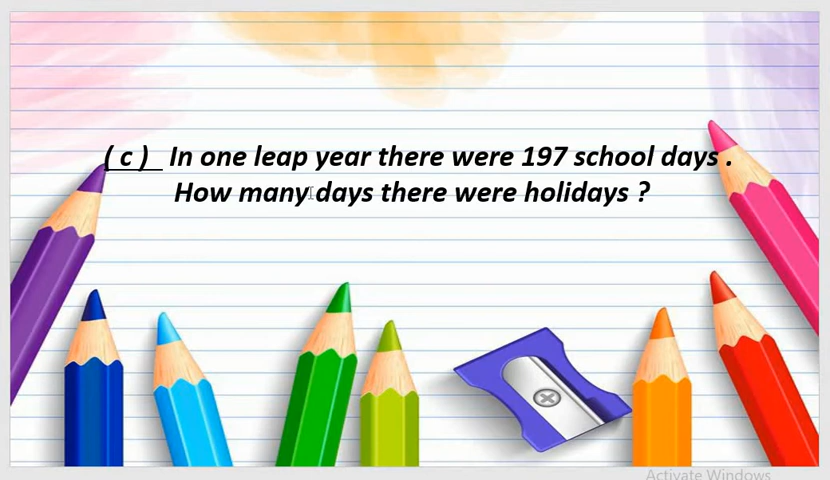 ( c )  In one leap year there were 197 school days .
How many days there were holidays ?
Activate Windows